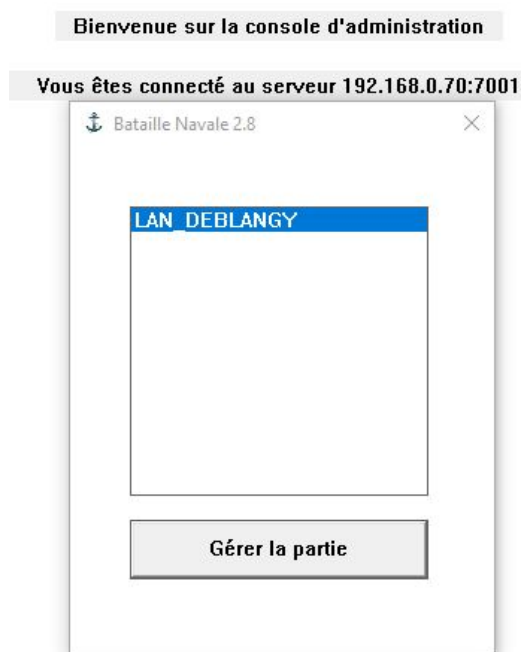 Bienvenue sur la console d'administration
Vous êtes connecté au serveur 192.168.0.70:7001
Bataille Navale 2.8
LAN_DEBLANGY
Gérer la partie